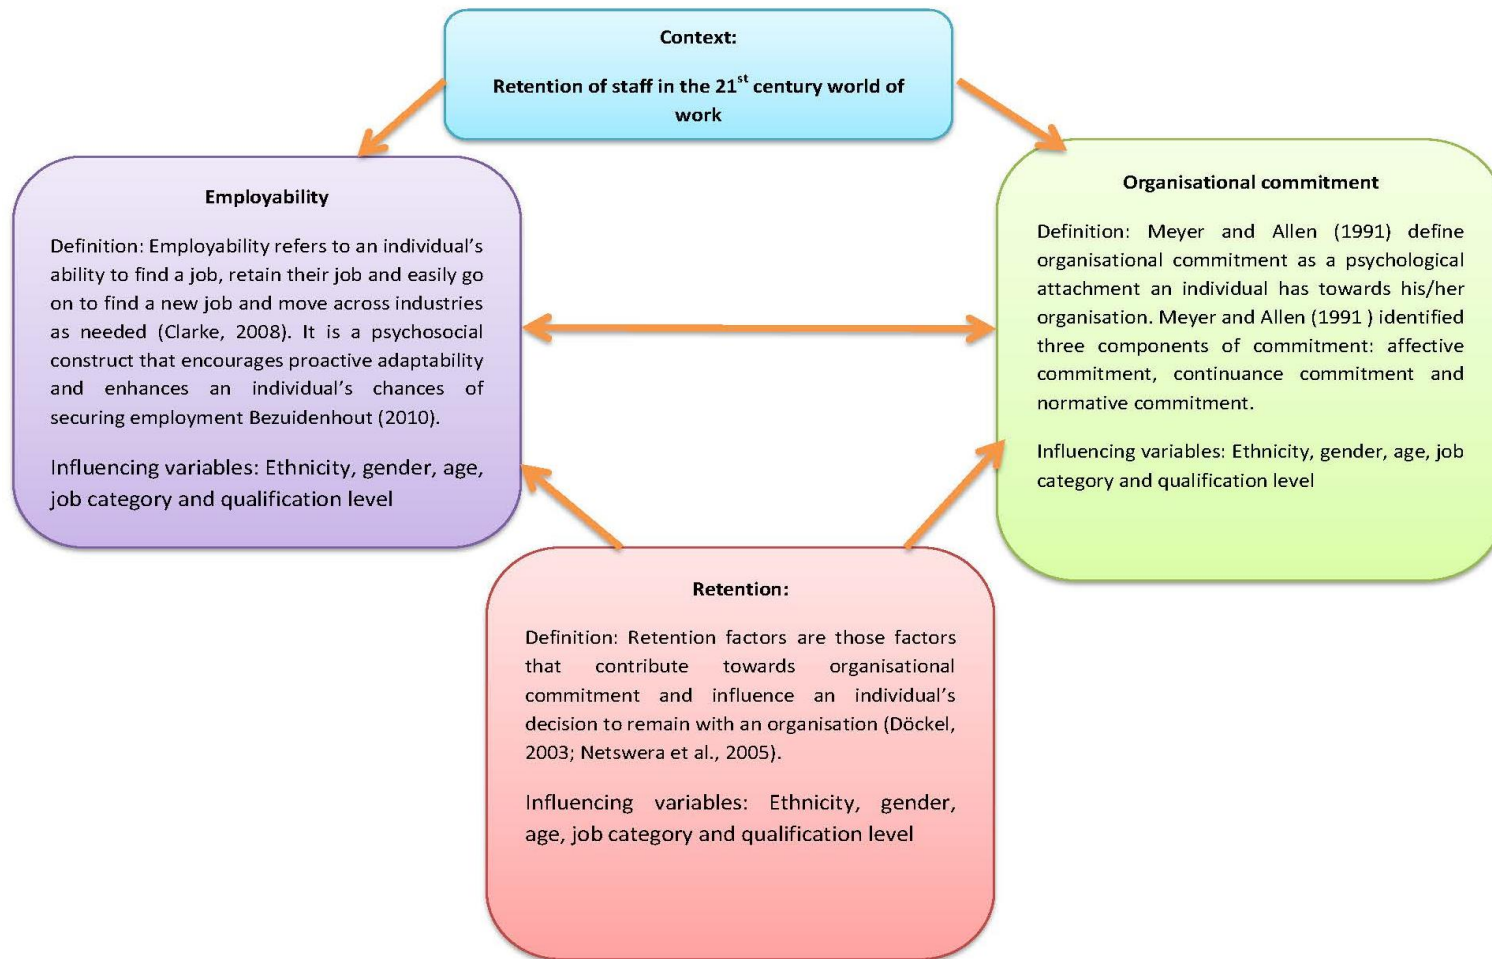 Context:
Retention of staff in the 21st century world of
work
Employability
Definition: Employability refers to an individual’s
ability to find a job, retain their job and easily go
on to find a new job and move across industries
as needed (Clarke, 2008). It is a psychosocial
construct that encourages proactive adaptability
and enhances an individual’s chances of
securing employment Bezuidenhout (2010).
Influencing variables: Ethnicity, gender, age,
job category and qualification level
Organisational commitment
Definition: Meyer and Allen (1991) define
organisational commitment as a psychological
attachment an individual has towards his/her
organisation. Meyer and Allen (1991 ) identified
three components of commitment: affective
commitment, continuance commitment and
normative commitment.
Influencing variables: Ethnicity, gender, age, job
category and qualification level
Retention:
Definition: Retention factors are those factors
that contribute towards organisational
commitment and influence an individual’s
decision to remain with an organisation (Döckel,
2003; Netswera et al., 2005).
Influencing variables: Ethnicity, gender,
age, job category and qualification level